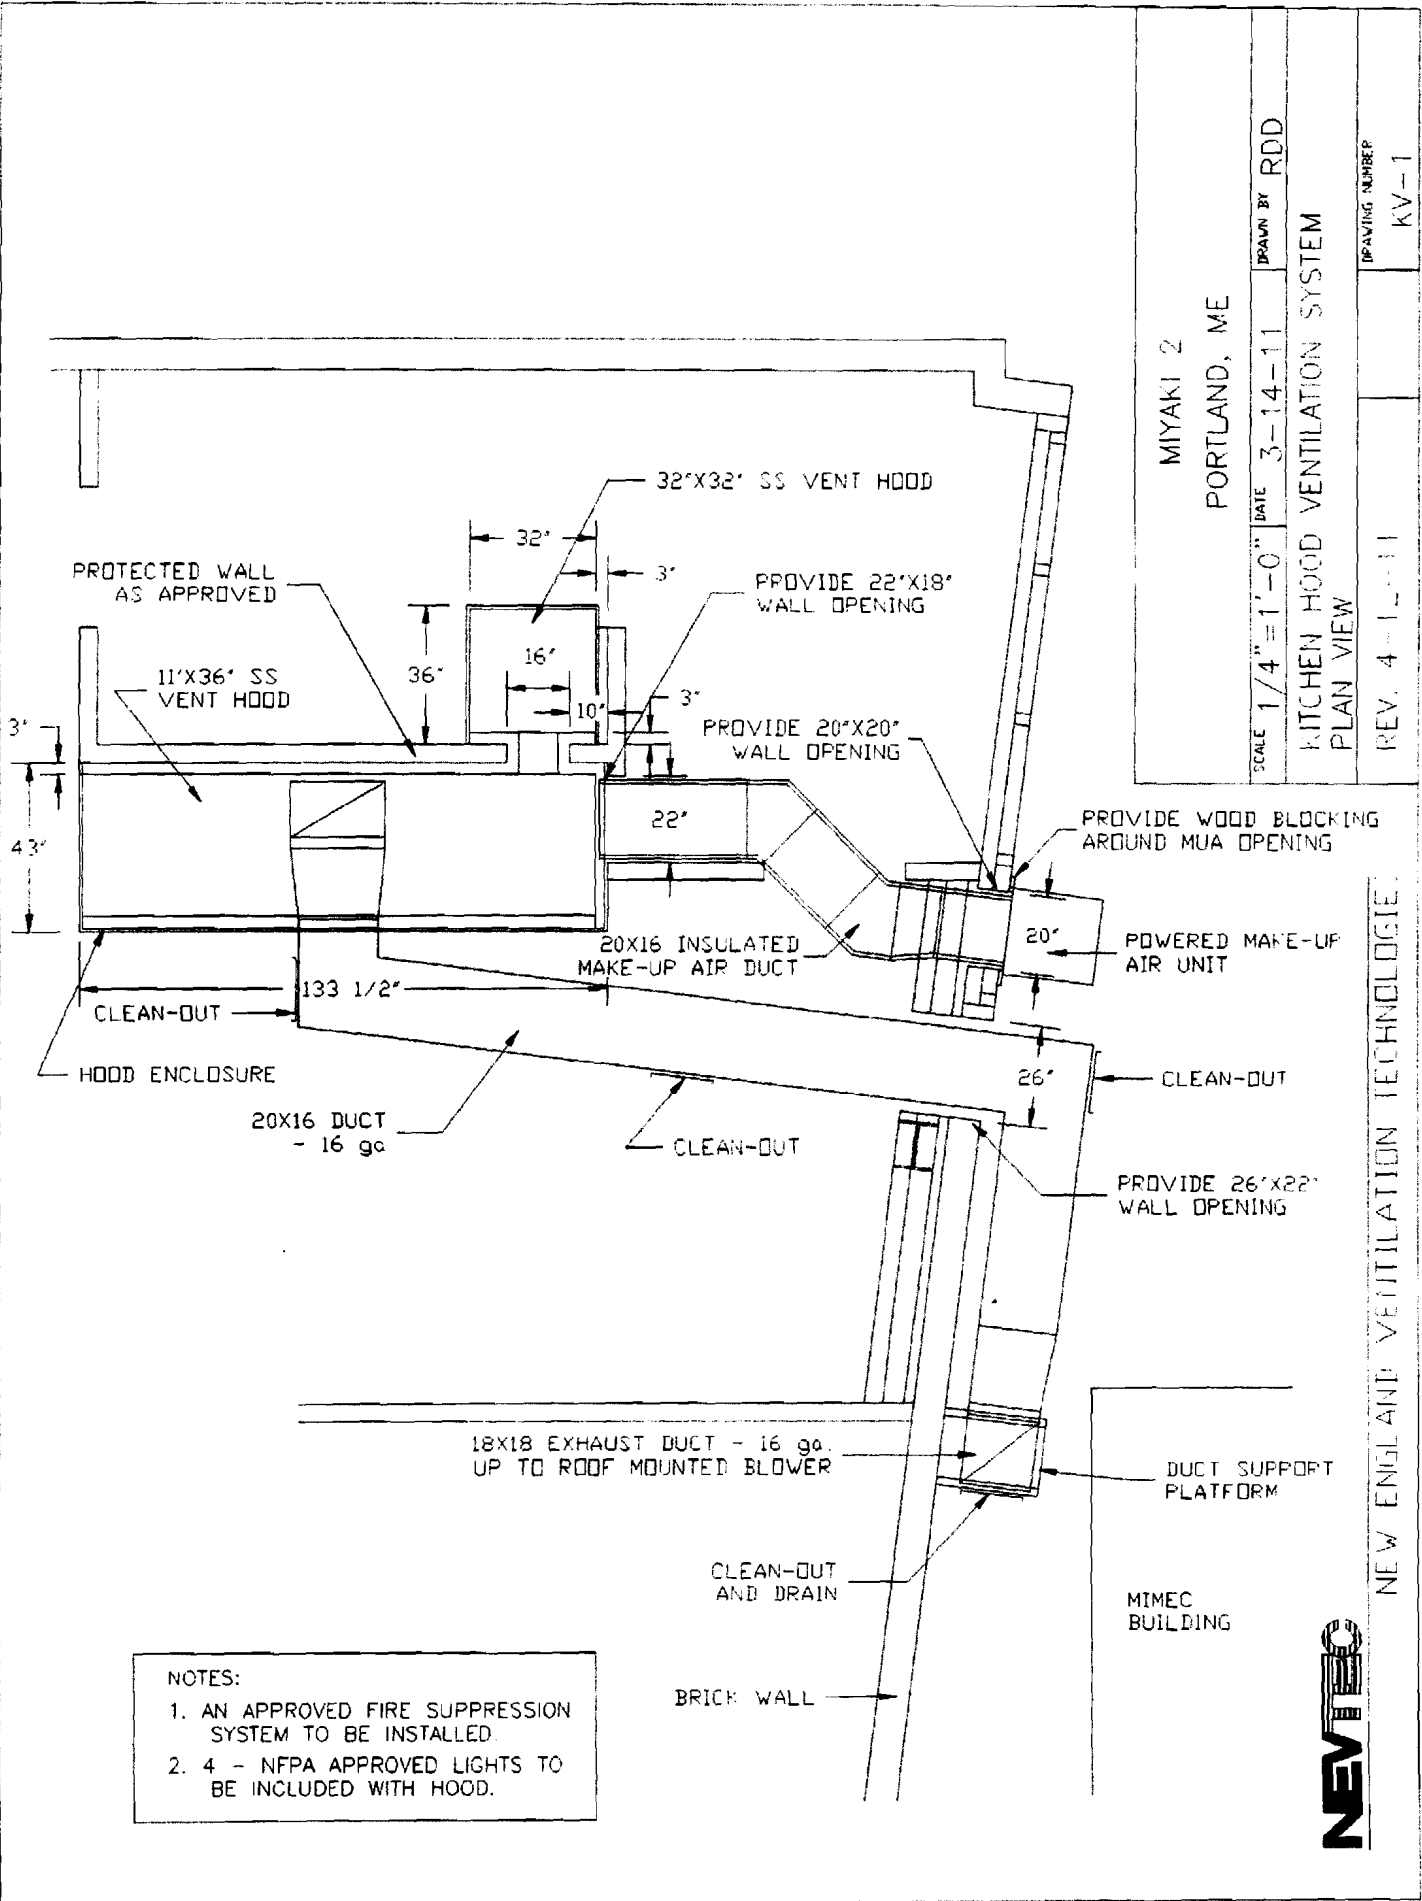 32"X32" SS VENT HOOD
32"
3"
PROTECTED WALL
AS APPROVED
PROVIDE 22"X18"
WALL OPENING
11'X36" SS
VENT HOOD
36"
16"
10"
3"
3"
PROVIDE 20"X20"
WALL OPENING
43"
22"
PROVIDE WOOD BLOCKING
AROUND MUA OPENING
20X16 INSULATED
MAKE-UP AIR DUCT
20"
POWERED MAKE-UP
AIR UNIT
133 1/2"
CLEAN-OUT
HOOD ENCLOSURE
26"
CLEAN-OUT
20X16 DUCT
- 16 ga
CLEAN-OUT
PROVIDE 26"X22"
WALL OPENING
18X18 EXHAUST DUCT - 16 ga.
UP TO ROOF MOUNTED BLOWER
DUCT SUPPORT
PLATFORM
CLEAN-OUT
AND DRAIN
MIMEC
BUILDING
BRICK WALL
NOTES:
1. AN APPROVED FIRE SUPPRESSION
SYSTEM TO BE INSTALLED.
2. 4 - NFPA APPROVED LIGHTS TO
BE INCLUDED WITH HOOD.
MIYAKI 2
PORTLAND, ME
SCALE 1/4"=1'-0"
DATE 3-14-11
DRAWN BY RDD
KITCHEN HOOD VENTILATION SYSTEM
PLAN VIEW
REV. 4
DRAWING NUMBER
KV-1
NEVTEC
NEW ENGLAND VENTILATION TECHNOLOGIE